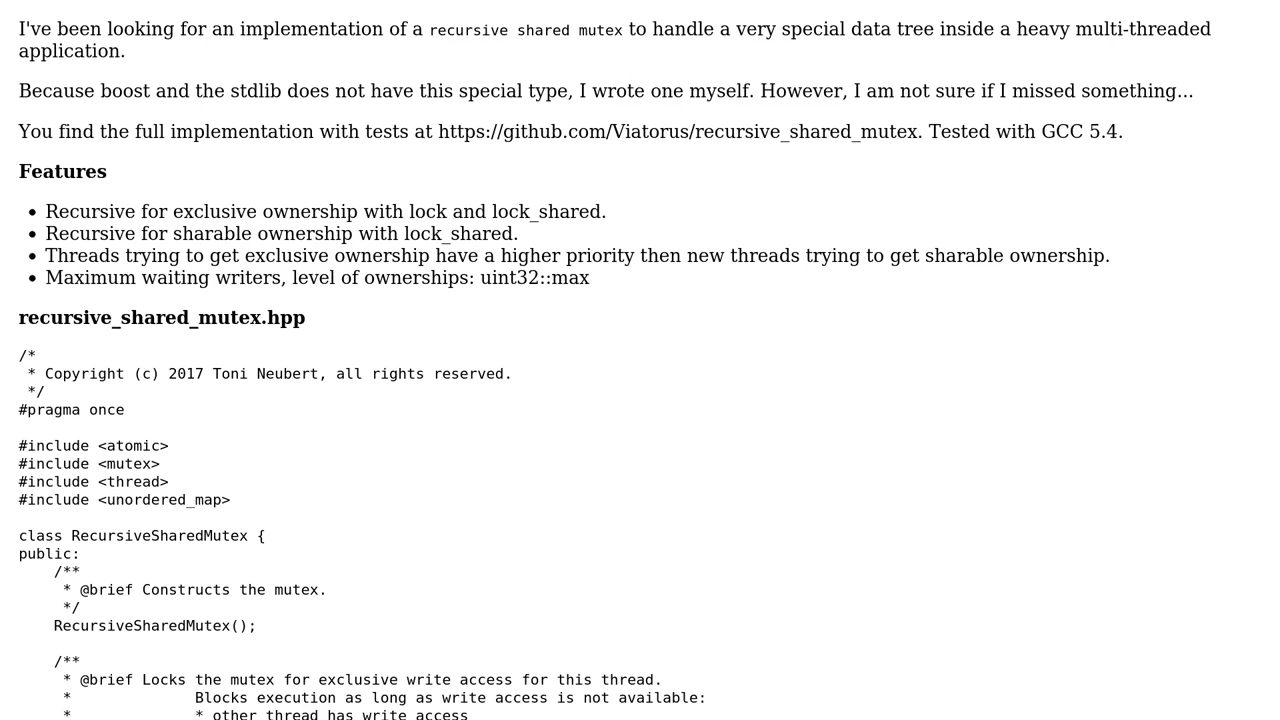 I've been looking for an implementation of a recursive shared mutex to handle a very special data tree inside a heavy multi-threaded
application.
Because boost and the stdlib does not have this special type, I wrote one myself. However, I am not sure if I missed something...
You find the full implementation with tests at https://github.com/Viatorus/recursive_shared_mutex. Tested with GCC 5.4.
Features
• Recursive for exclusive ownership with lock and lock_shared.
• Recursive for sharable ownership with lock_shared.
• Threads trying to get exclusive ownership have a higher priority then new threads trying to get sharable ownership.
• Maximum waiting writers, level of ownerships: uint32::max
recursive_shared_mutex.hpp
/*
 * Copyright (c) 2017 Toni Neubert, all rights reserved.
 */
#pragma once
#include <atomic>
#include <mutex>
#include <thread>
#include <unordered_map>
class RecursiveSharedMutex {
public:
    /**
     * @brief Constructs the mutex.
     */
    RecursiveSharedMutex();
    /**
     * @brief Locks the mutex for exclusive write access for this thread.
     *              Blocks execution as long as write access is not available:
     *              * other thread has write access